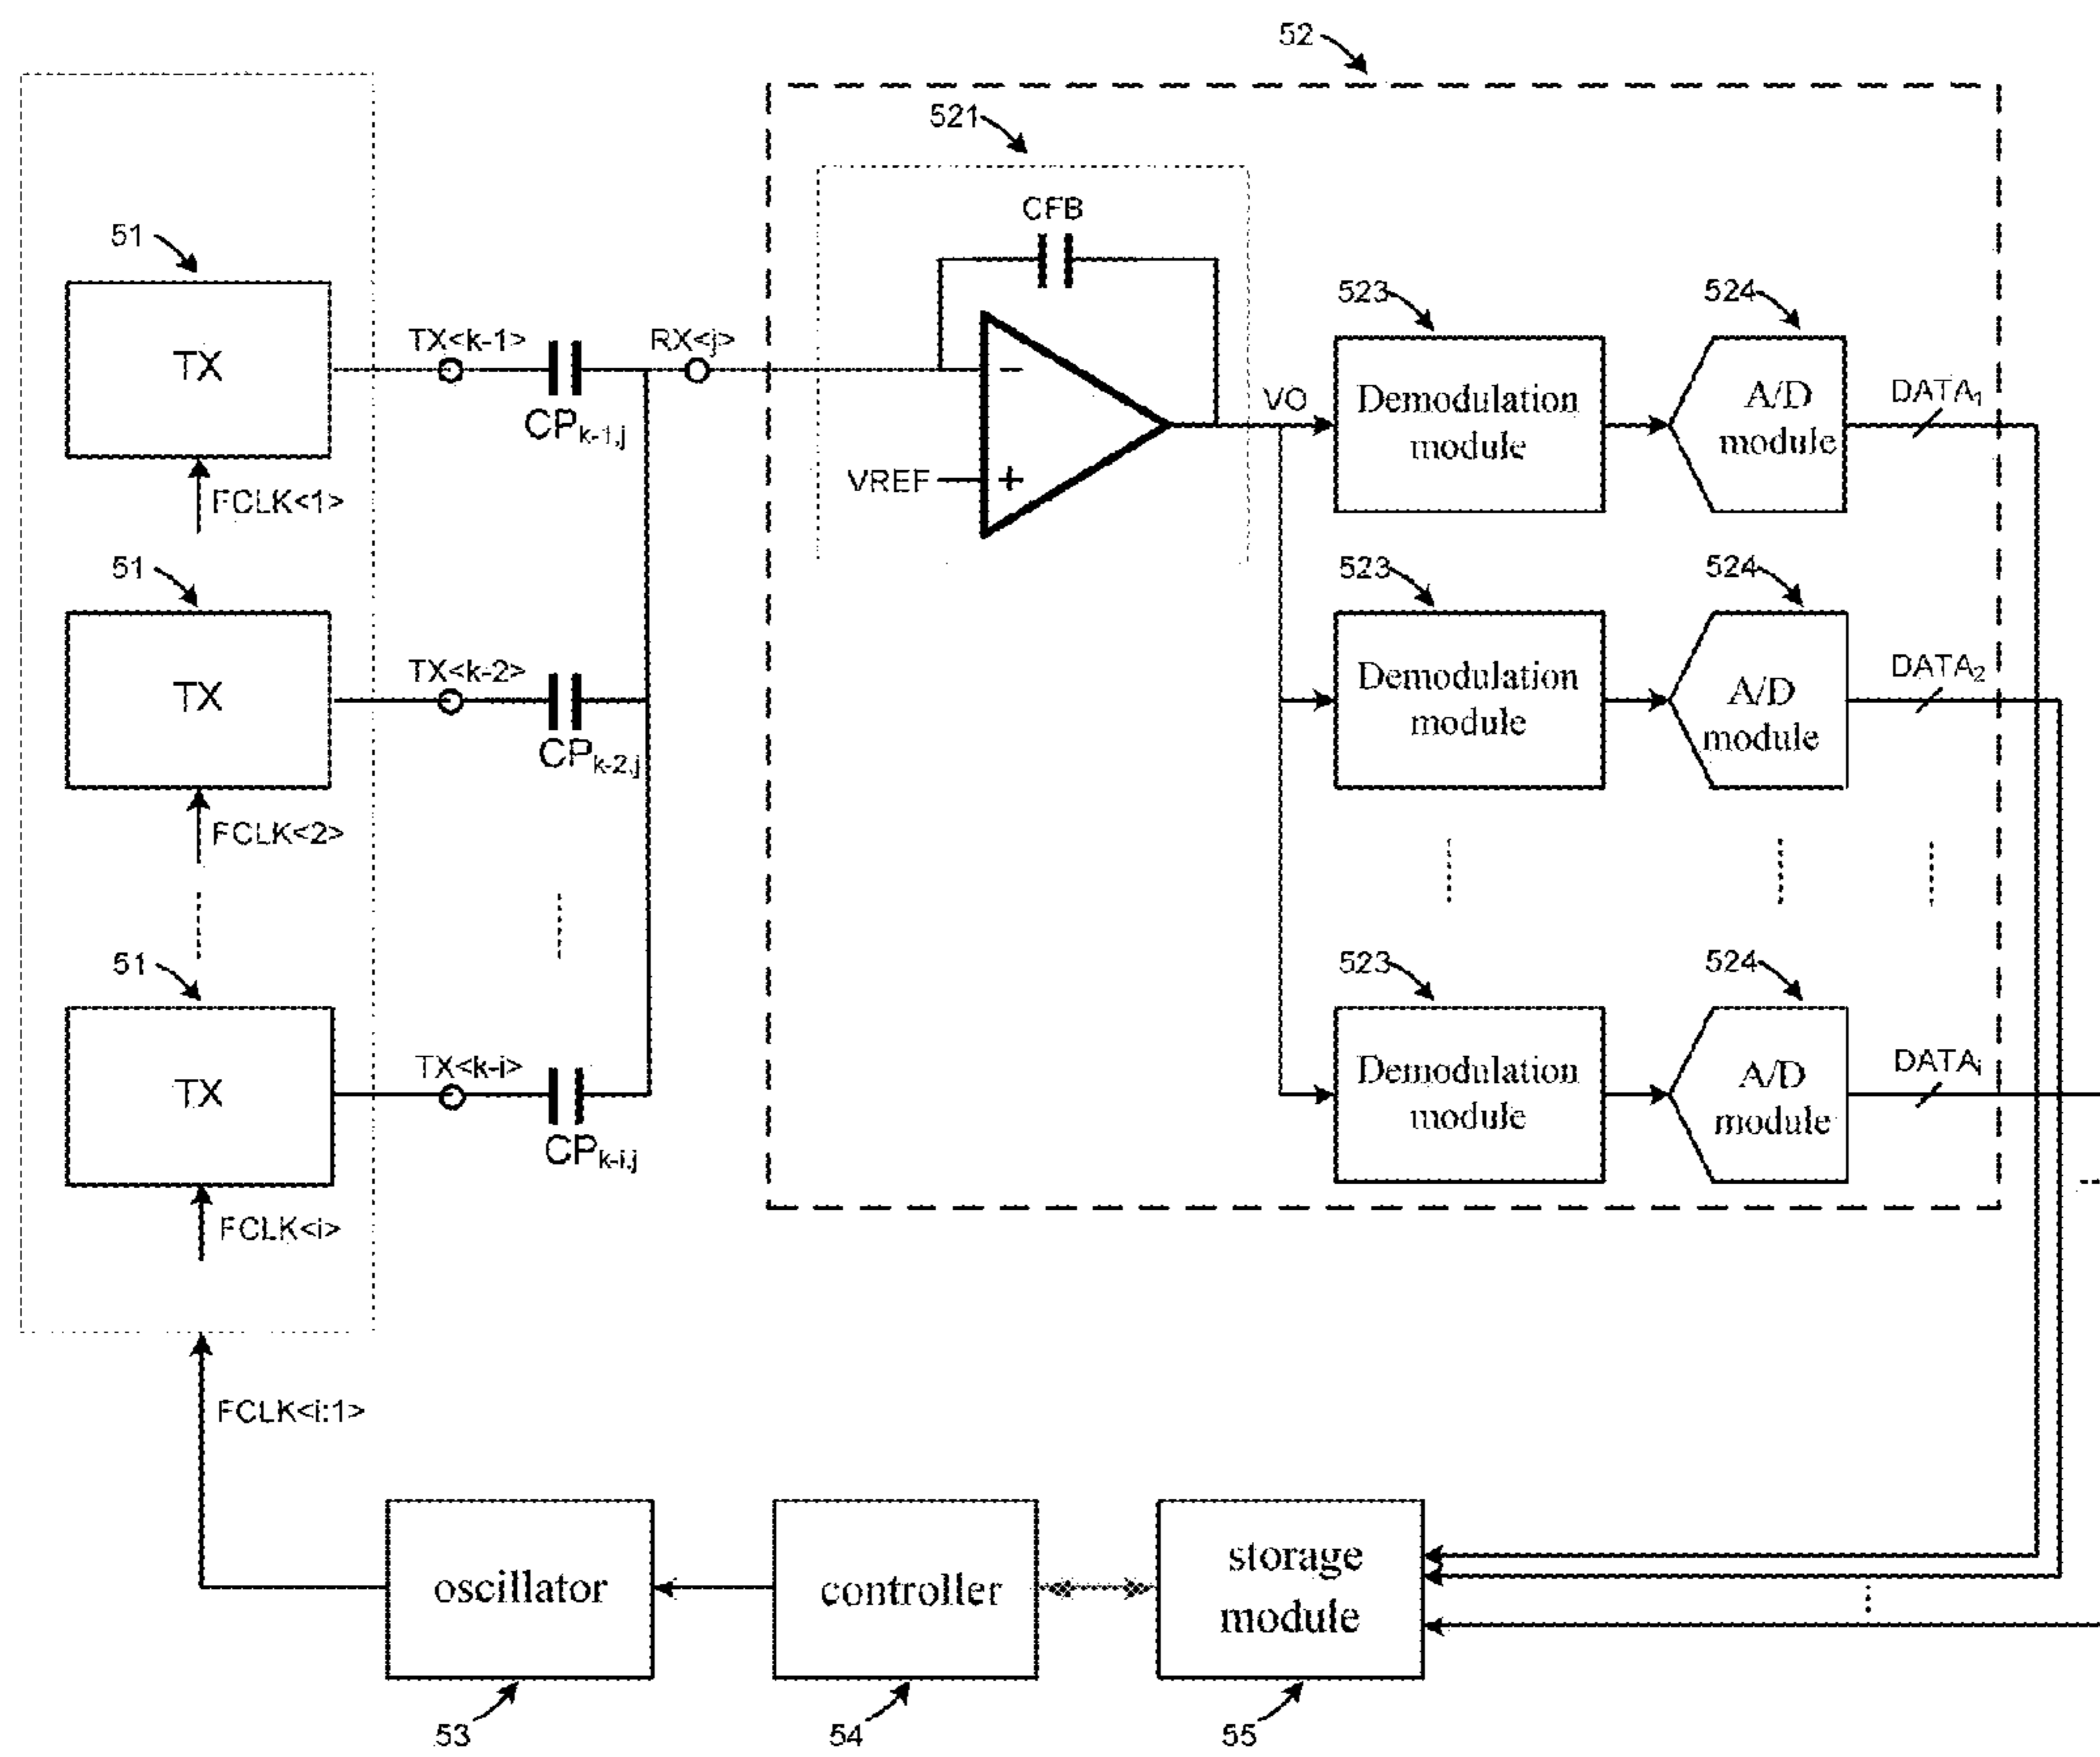 52
521
CFB
51
TX
TX<k-1>
CPk-1,j
RX<j>
−
VREF
+
VO
523
Demodulation
module
524
A/D
module
DATA1
FCLK<1>
51
TX
TX<k-2>
CPk-2,j
523
Demodulation
module
524
A/D
module
DATA2
FCLK<2>
51
TX
TX<k-i>
CPk-i,j
523
Demodulation
module
524
A/D
module
DATAi
FCLK<i>
FCLK<i:1>
oscillator
controller
storage
module
53
54
55